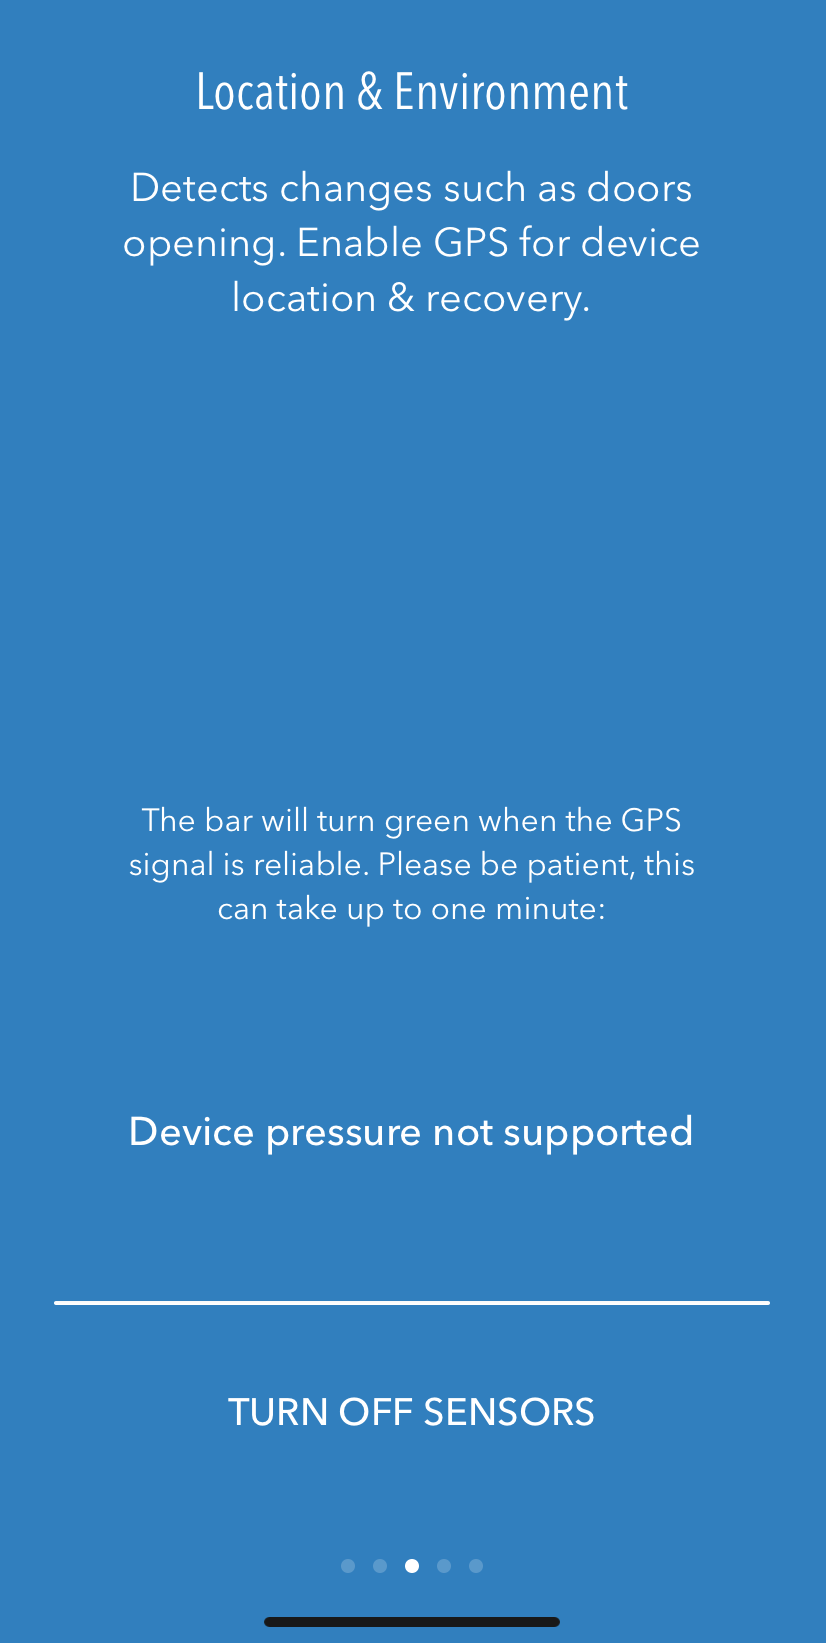 Location & Environment
Detects changes such as doors
opening. Enable GPS for device
location & recovery.
The bar will turn green when the GPS
signal is reliable. Please be patient, this
can take up to one minute:
Device pressure not supported
TURN OFF SENSORS